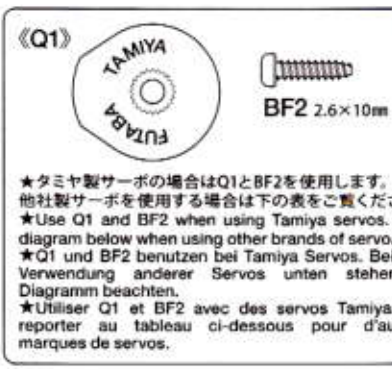 《Q1》
TAMIYA
FUTABA
BF2 2.6×10㎜
★タミヤ製サーボの場合はQ1とBF2を使用します。
他社製サーボを使用する場合は下の表をご覧くださ
★Use Q1 and BF2 when using Tamiya servos.
diagram below when using other brands of servo
★Q1 und BF2 benutzen bei Tamiya Servos. Bei
Verwendung anderer Servos unten steher
Diagramm beachten.
★Utiliser Q1 et BF2 avec des servos Tamiya
reporter au tableau ci-dessous pour d'au
marques de servos.